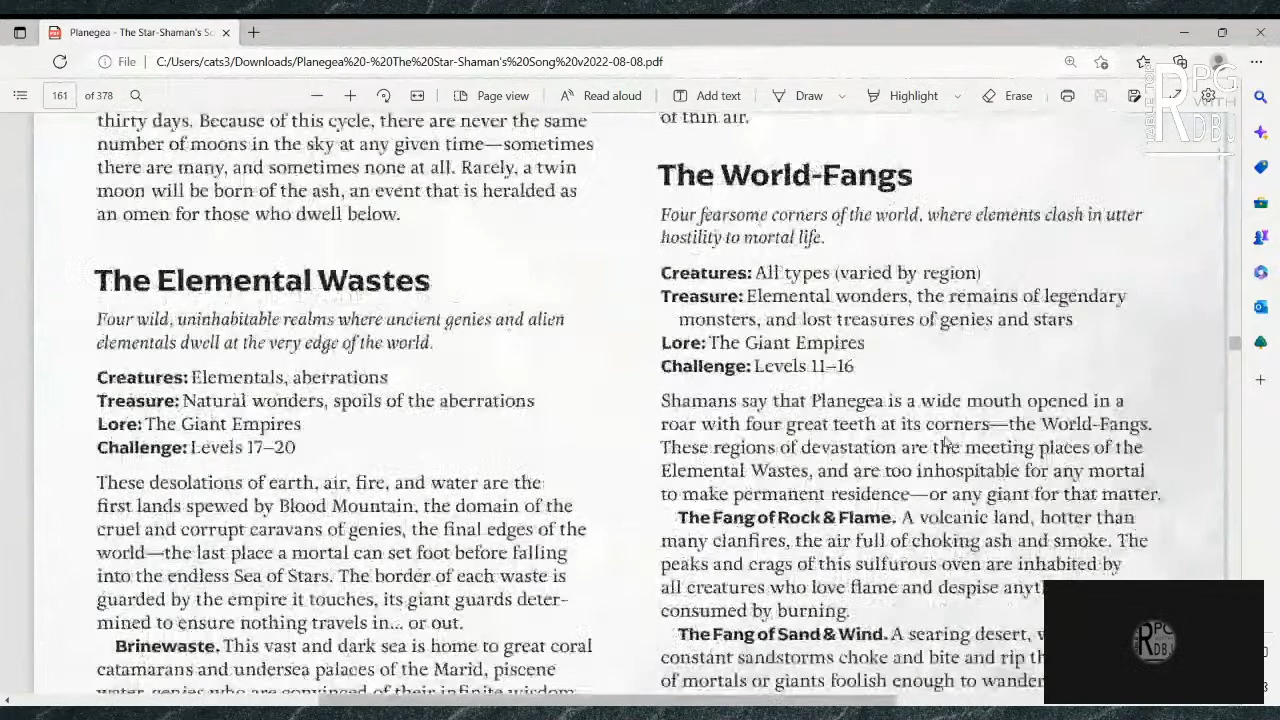 Planegea - The Star-Shaman's So
File
C:/Users/cats3/Downloads/Planegea%20-%20The%20Star-Shaman's%20Song%20v2022-08-08.pdf
161 of 378
Page view
Read aloud
Add text
Draw
Highlight
Erase
TABLE TOP
RPG
WITH
RDBU
thirty days. Because of this cycle, there are never the same
number of moons in the sky at any given time—sometimes
there are many, and sometimes none at all. Rarely, a twin
moon will be born of the ash, an event that is heralded as
an omen for those who dwell below.
The Elemental Wastes
Four wild, uninhabitable realms where ancient genies and alien
elementals dwell at the very edge of the world.
Creatures: Elementals, aberrations
Treasure: Natural wonders, spoils of the aberrations
Lore: The Giant Empires
Challenge: Levels 17–20
These desolations of earth, air, fire, and water are the
first lands spewed by Blood Mountain, the domain of the
cruel and corrupt caravans of genies, the final edges of the
world—the last place a mortal can set foot before falling
into the endless Sea of Stars. The border of each waste is
guarded by the empire it touches, its giant guards deter-
mined to ensure nothing travels in... or out.
Brinewaste. This vast and dark sea is home to great coral
catamarans and undersea palaces of the Marid, piscene
water genies who are convinced of their infinite wisdom
of thin air.
The World-Fangs
Four fearsome corners of the world, where elements clash in utter
hostility to mortal life.
Creatures: All types (varied by region)
Treasure: Elemental wonders, the remains of legendary
monsters, and lost treasures of genies and stars
Lore: The Giant Empires
Challenge: Levels 11–16
Shamans say that Planegea is a wide mouth opened in a
roar with four great teeth at its corners—the World-Fangs.
These regions of devastation are the meeting places of the
Elemental Wastes, and are too inhospitable for any mortal
to make permanent residence—or any giant for that matter.
The Fang of Rock & Flame. A volcanic land, hotter than
many clanfires, the air full of choking ash and smoke. The
peaks and crags of this sulfurous oven are inhabited by
all creatures who love flame and despise anyt
consumed by burning.
The Fang of Sand & Wind. A searing desert, w
constant sandstorms choke and bite and rip th
of mortals or giants foolish enough to wander